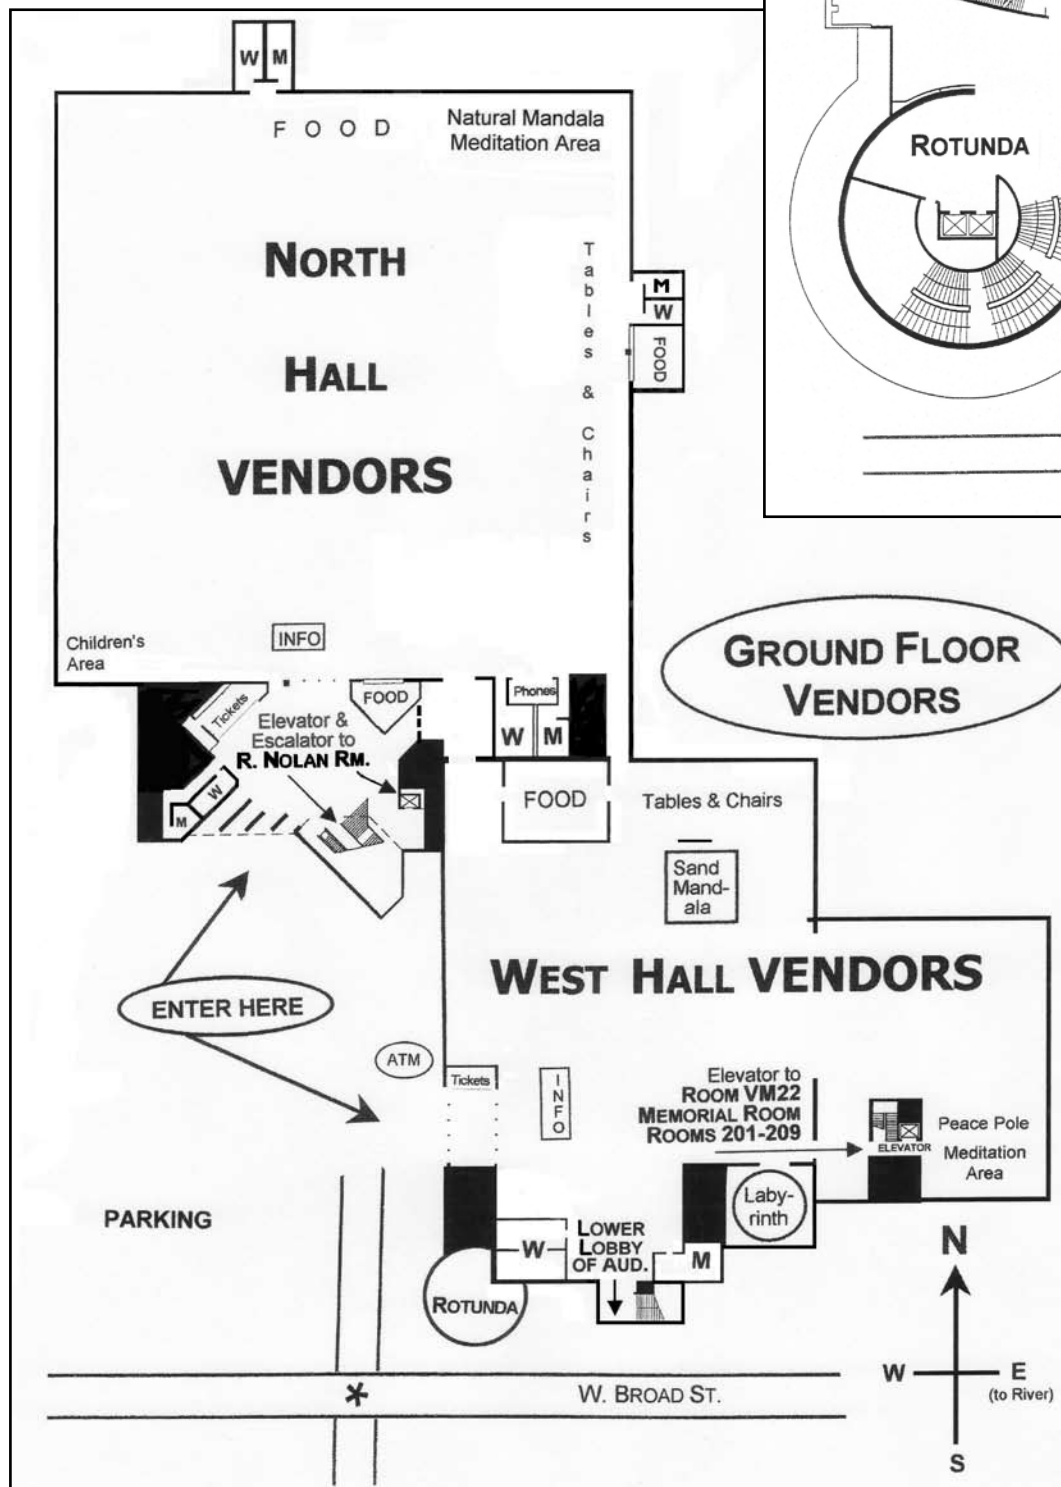 W M
F O O D
Natural Mandala
Meditation Area
ROTUNDA
NORTH
HALL
VENDORS
Tables & Chairs
M
W
FOOD
Children's
Area
INFO
GROUND FLOOR
VENDORS
Tickets
FOOD
Phones
Elevator &
Escalator to
R. NOLAN RM.
W M
W
M
FOOD
Tables & Chairs
Sand
Mand-
ala
WEST HALL VENDORS
ENTER HERE
ATM
Tickets
INFO
Elevator to
ROOM VM22
MEMORIAL ROOM
ROOMS 201-209
ELEVATOR
Peace Pole
Meditation
Area
PARKING
Laby-
rinth
W
LOWER
LOBBY
OF AUD.
M
ROTUNDA
N
W E
(to River)
S
*
W. BROAD ST.